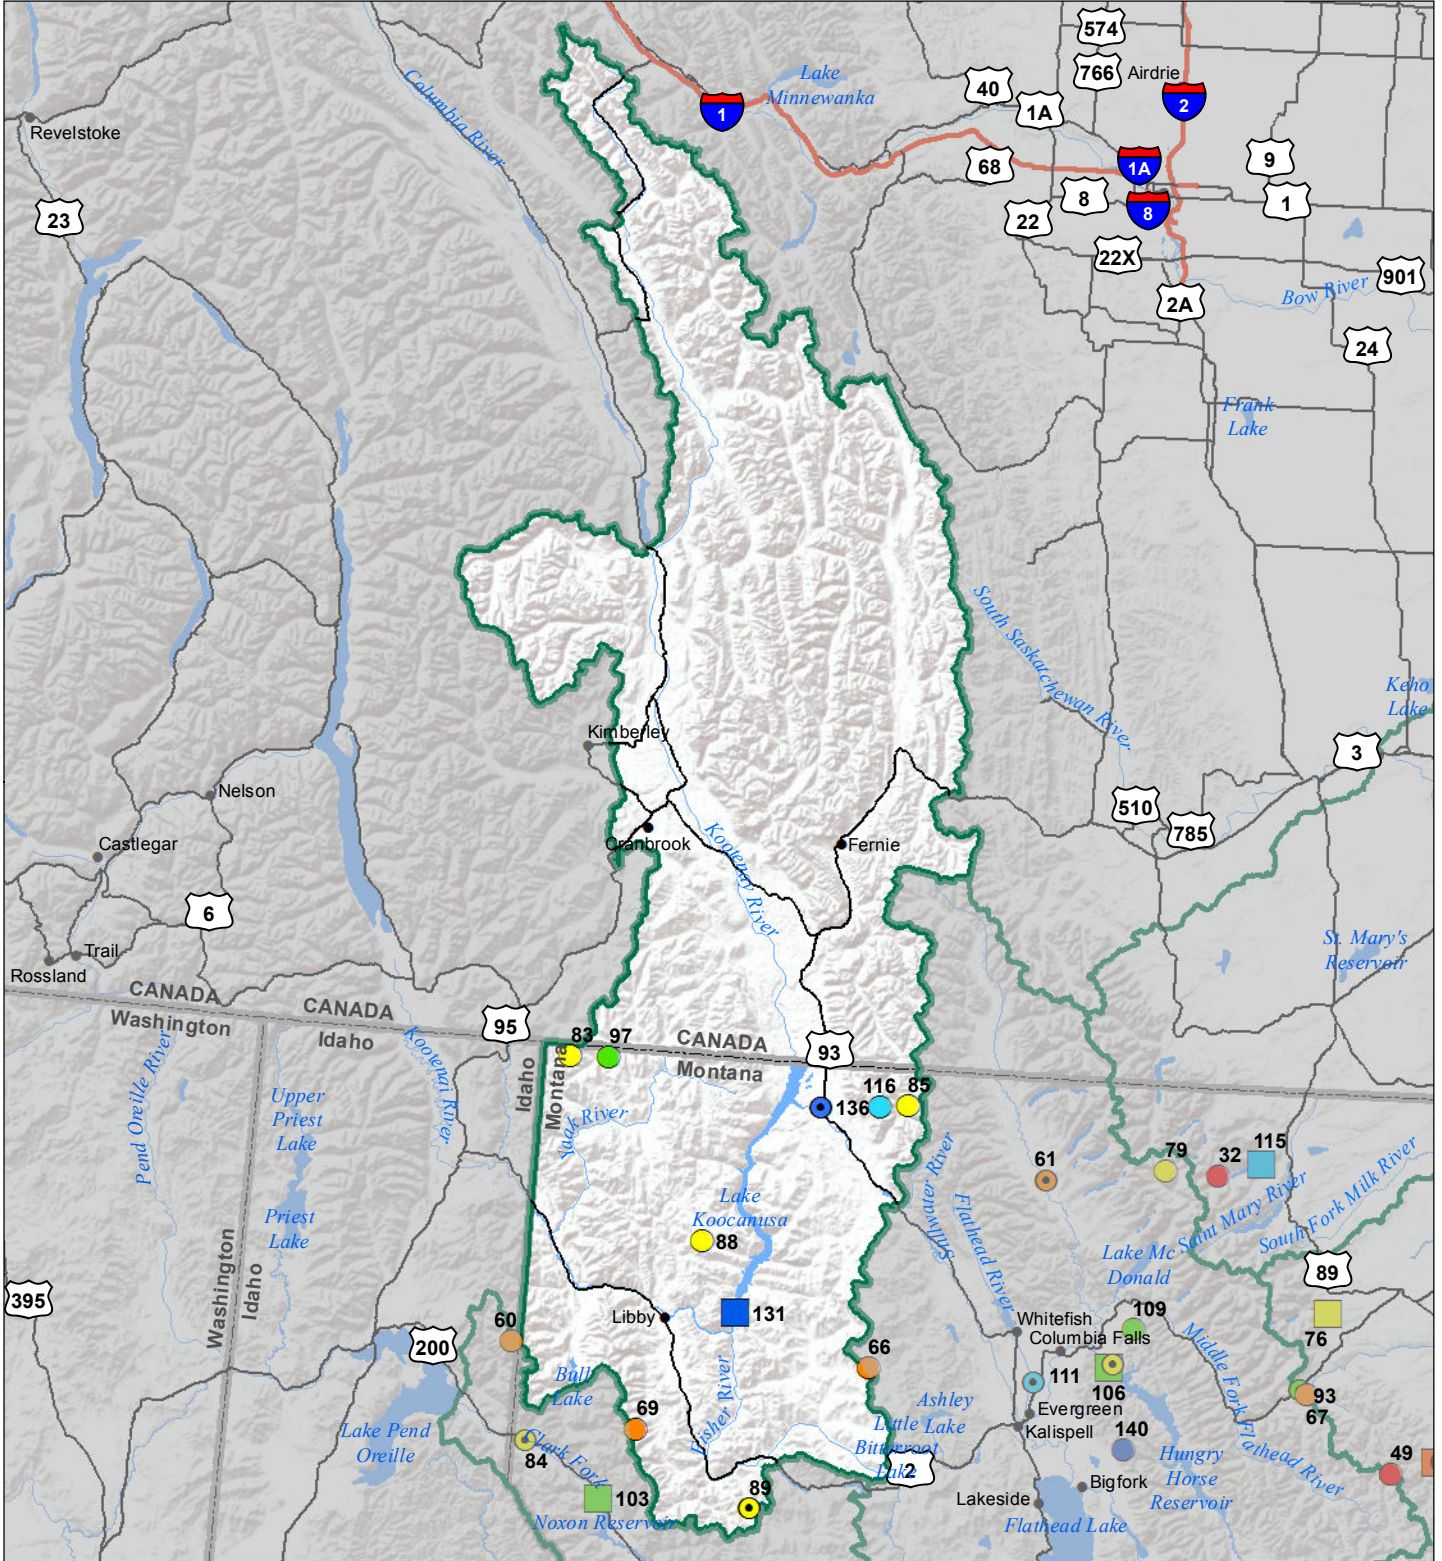 574
766
Airdrie
40
1A
2
Lake
Minnewanka
1
Columbia River
Revelstoke
68
1A
9
8
8
1
22
23
22X
901
Bow River
2A
24
Frank
Lake
South Saskatchewan River
Keho
Lake
Kimberley
3
Nelson
510
785
Castlegar
Cranbrook
Fernie
Kootenay River
6
Trail
Rossland
St. Mary's
Reservoir
CANADA
Washington
CANADA
Idaho
95
83
97
CANADA
Montana
93
Pend Oreille River
Kootenai River
Idaho
Montana
Upper
Priest
Lake
Yaak River
136
116
85
Priest
Lake
61
79
32
115
Stillwater River
Flathead River
Saint Mary River
South Fork Milk River
Lake
Koocanusa
88
Lake Mc
Donald
Washington
Idaho
89
395
Libby
131
60
200
Whitefish
Columbia Falls
109
76
66
Bull
Lake
Fisher River
111
106
Middle Fork Flathead River
93
67
69
Ashley
Lake
Little
Bitterroot
Lake
Evergreen
Kalispell
140
Lake Pend
Oreille
84
Clark Fork
2
Hungry
Horse
Reservoir
49
103
89
Bigfork
Lakeside
Noxon Reservoir
Flathead Lake